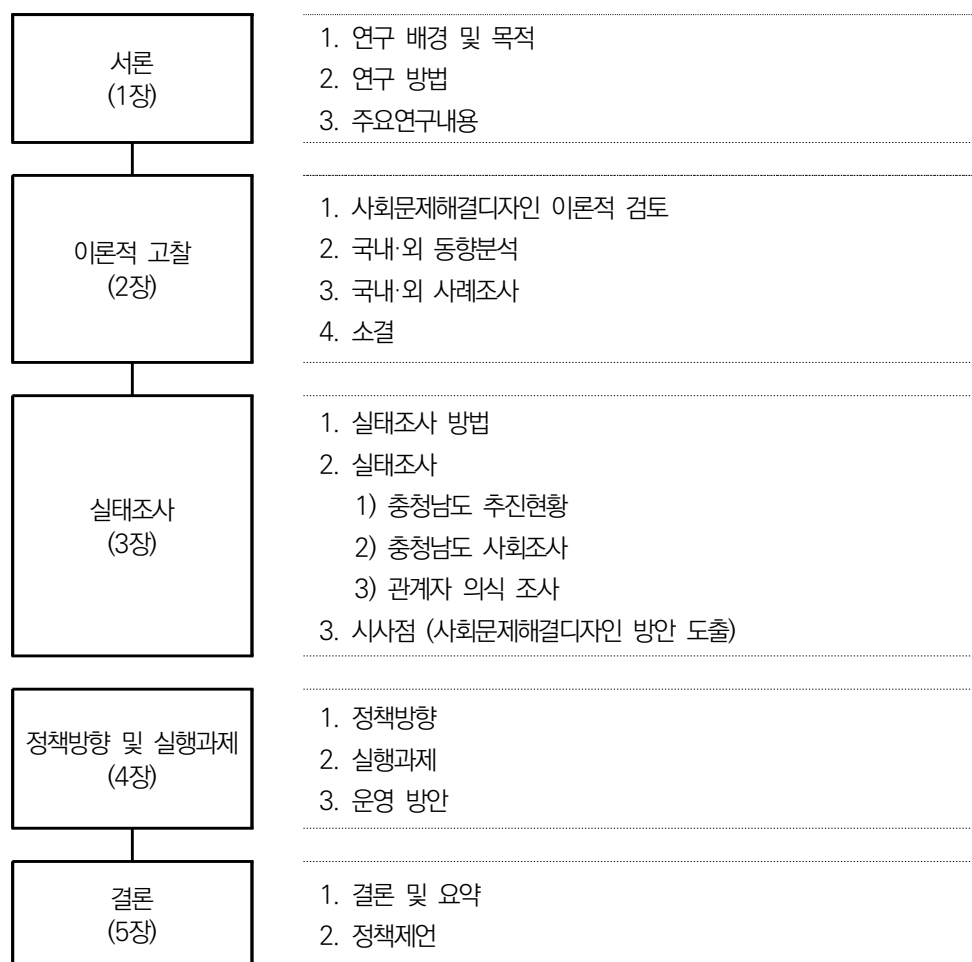 서론
(1장)
1. 연구 배경 및 목적
2. 연구 방법
3. 주요연구내용
이론적 고찰
(2장)
1. 사회문제해결디자인 이론적 검토
2. 국내·외 동향분석
3. 국내·외 사례조사
4. 소결
실태조사
(3장)
1. 실태조사 방법
2. 실태조사
1) 충청남도 추진현황
2) 충청남도 사회조사
3) 관계자 의식 조사
3. 시사점 (사회문제해결디자인 방안 도출)
정책방향 및 실행과제
(4장)
1. 정책방향
2. 실행과제
3. 운영 방안
결론
(5장)
1. 결론 및 요약
2. 정책제언